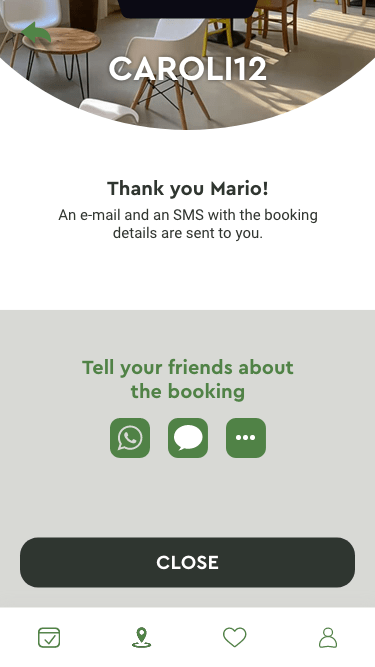 CAROLI12
Thank you Mario!
An e-mail and an SMS with the booking
details are sent to you.
Tell your friends about
the booking
CLOSE